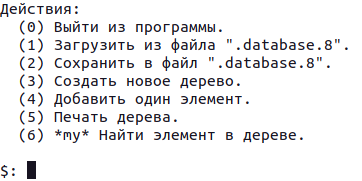 Действия:
(0) Выйти из программы.
(1) Загрузить из файла ".database.8".
(2) Сохранить в файл ".database.8".
(3) Создать новое дерево.
(4) Добавить один элемент.
(5) Печать дерева.
(6) *my* Найти элемент в дереве.
$: